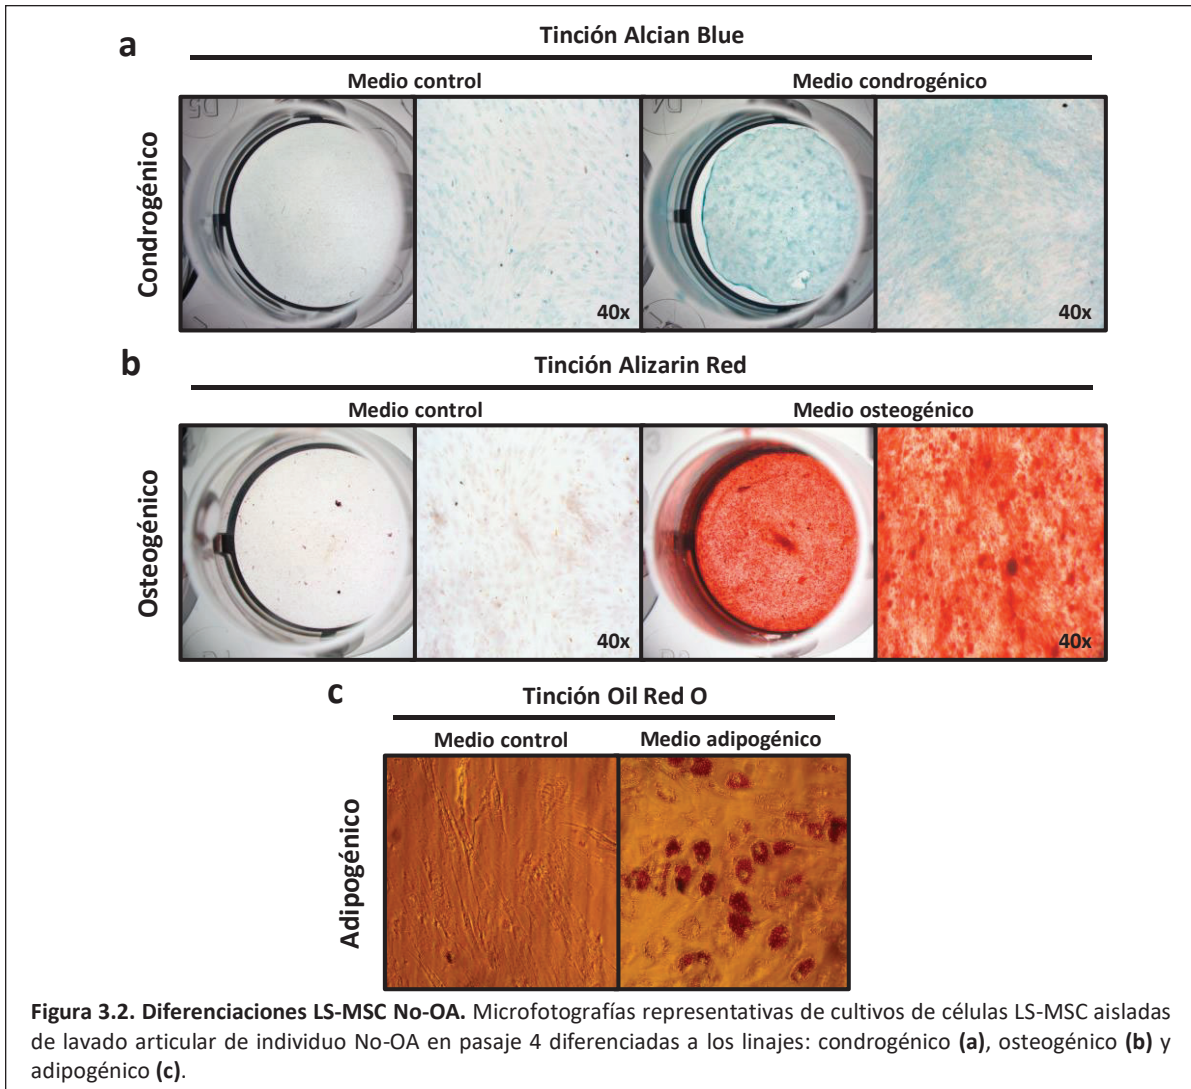 a
Tinción Alcian Blue
Medio control
Medio condrogénico
Condrogénico
D5
40x
40x
b
Tinción Alizarin Red
Medio control
Medio osteogénico
Osteogénico
40x
40x
c
Tinción Oil Red O
Medio control
Medio adipogénico
Adipogénico
Figura 3.2. Diferenciaciones LS-MSC No-OA. Microfotografías representativas de cultivos de células LS-MSC aisladas
de lavado articular de individuo No-OA en pasaje 4 diferenciadas a los linajes: condrogénico (a), osteogénico (b) y
adipogénico (c).